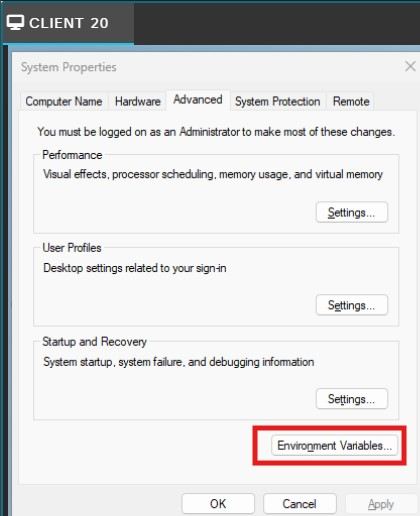 CLIENT 20
System Properties
Computer Name Hardware Advanced System Protection Remote
You must be logged on as an Administrator to make most of these changes.
Performance
Visual effects, processor scheduling, memory usage, and virtual memory
Settings...
User Profiles
Desktop settings related to your sign-in
Settings...
Startup and Recovery
System startup, system failure, and debugging information
Settings...
Environment Variables...
OK Cancel Apply